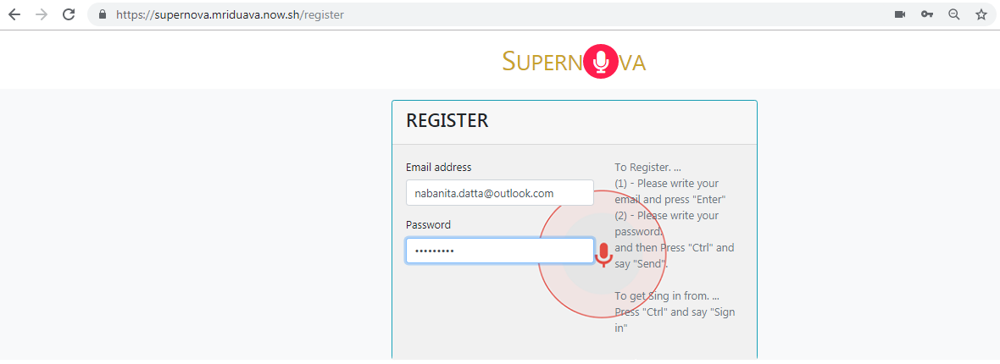 https://supernova.mriduava.now.sh/register
SUPERNOVA
REGISTER
Email address
nabanita.datta@outlook.com
Password
•••••••••
To Register. ...
(1) - Please write your
email and press "Enter"
(2) - Please write your
password.
and then Press "Ctrl" and
say "Send".
To get Sing in from. ...
Press "Ctrl" and say "Sign
in"